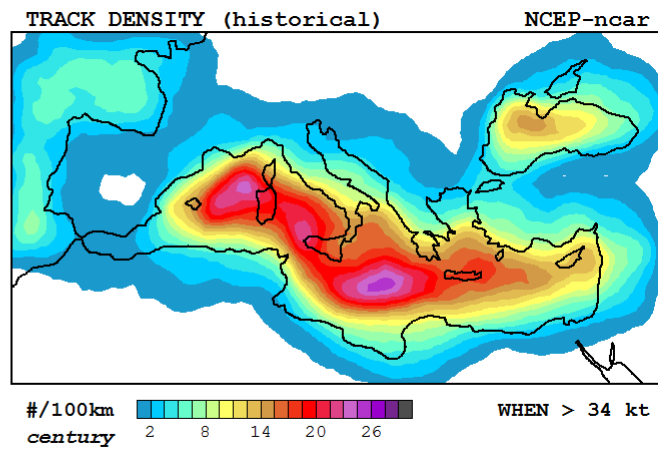 TRACK DENSITY (historical) NCEP-ncar
#/100km
century
2 8 14 20 26
WHEN > 34 kt